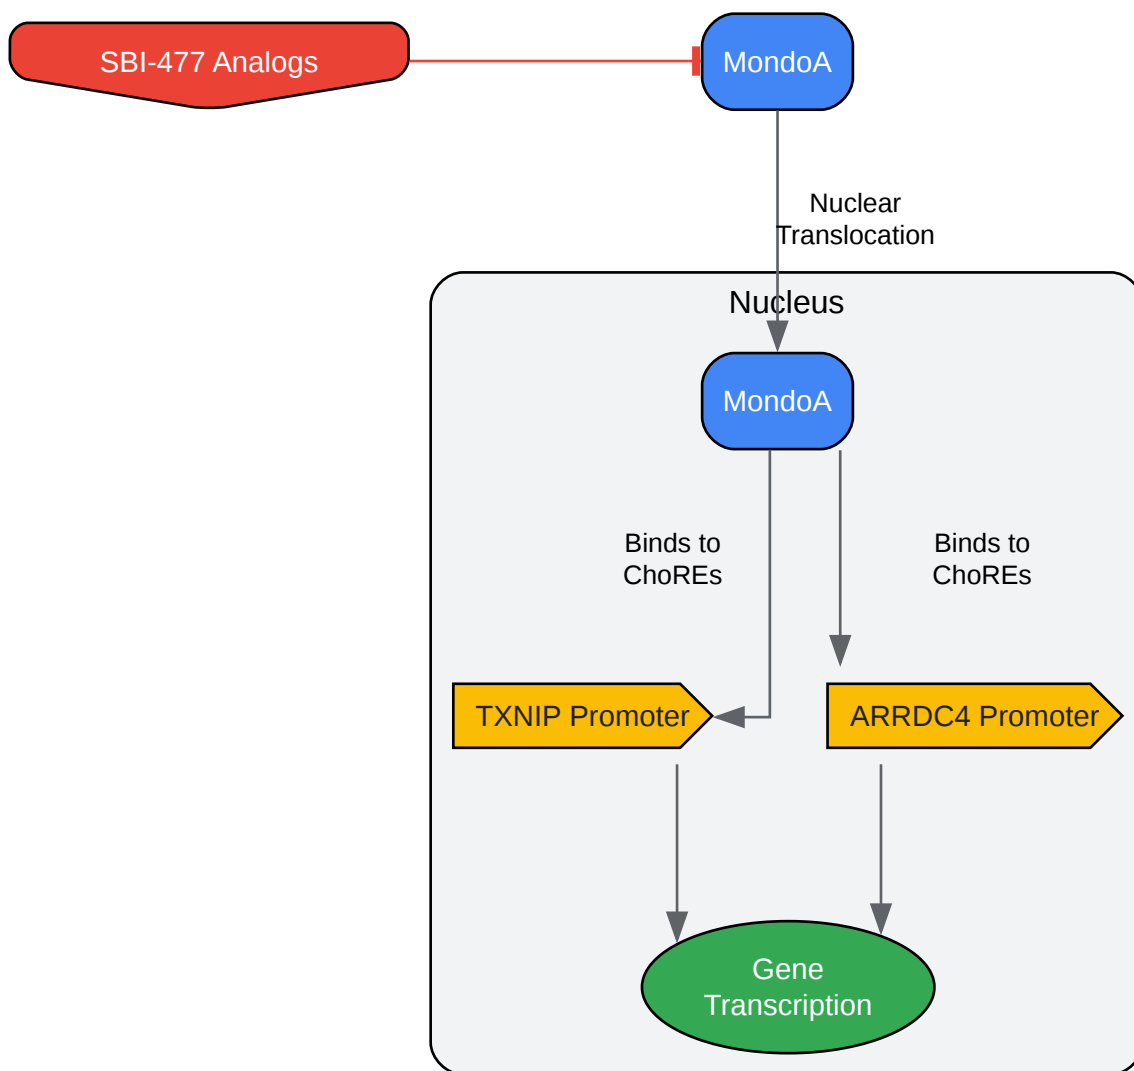 SBI-477 Analogs
MondoA
Nuclear
Translocation
Nucleus
MondoA
Binds to
ChoREs
Binds to
ChoREs
TXNIP Promoter
ARRDC4 Promoter
Gene
Transcription